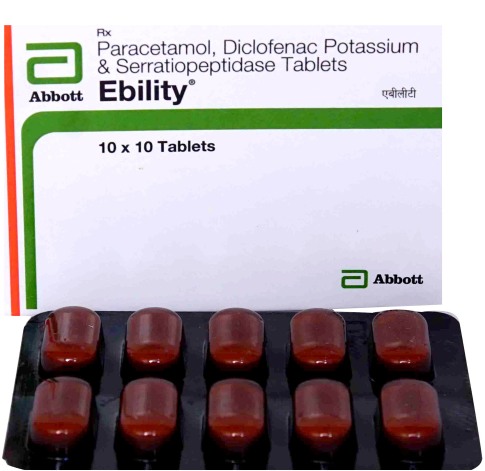 Rx
Paracetamol, Diclofenac Potassium
& Serratiopeptidase Tablets
Abbott Ebility® एबीलीटी
10 x 10 Tablets
Abbott